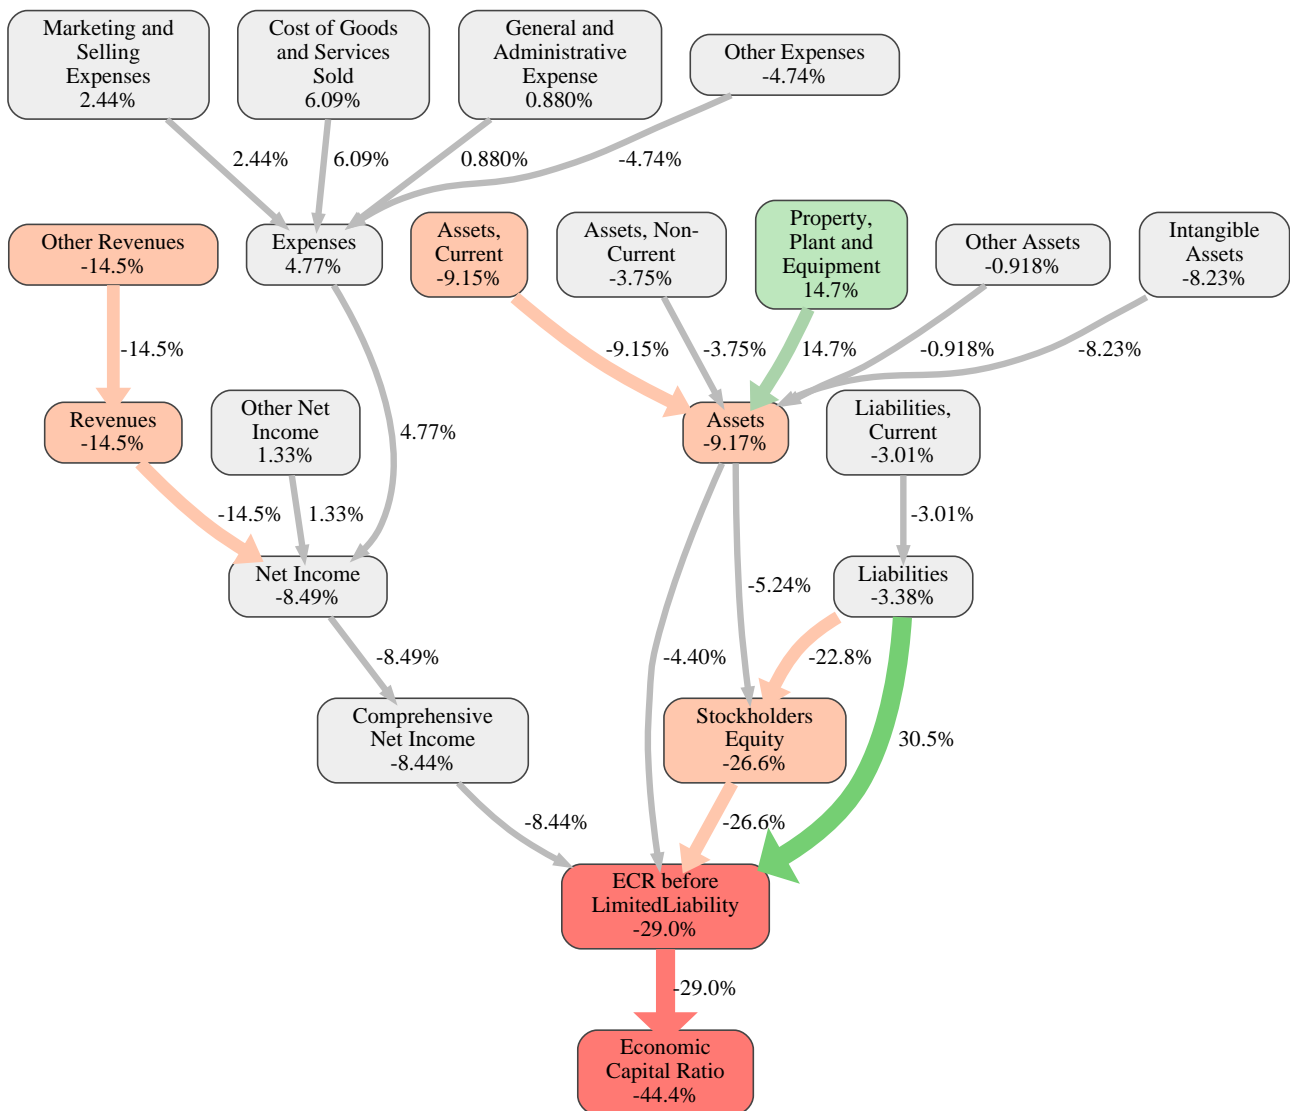 Marketing and
Selling
Expenses
2.44%
Cost of Goods
and Services
Sold
6.09%
General and
Administrative
Expense
0.880%
Other Expenses
-4.74%
2.44%
6.09%
0.880%
-4.74%
Other Revenues
-14.5%
Expenses
4.77%
Assets,
Current
-9.15%
Assets, Non-
Current
-3.75%
Property,
Plant and
Equipment
14.7%
Other Assets
-0.918%
Intangible
Assets
-8.23%
-14.5%
-9.15%
-3.75%
14.7%
-0.918%
-8.23%
Revenues
-14.5%
Other Net
Income
1.33%
4.77%
Assets
-9.17%
Liabilities,
Current
-3.01%
-14.5%
1.33%
-3.01%
Net Income
-8.49%
-5.24%
Liabilities
-3.38%
-8.49%
-4.40%
-22.8%
Comprehensive
Net Income
-8.44%
Stockholders
Equity
-26.6%
30.5%
-8.44%
-26.6%
ECR before
LimitedLiability
-29.0%
-29.0%
Economic
Capital Ratio
-44.4%